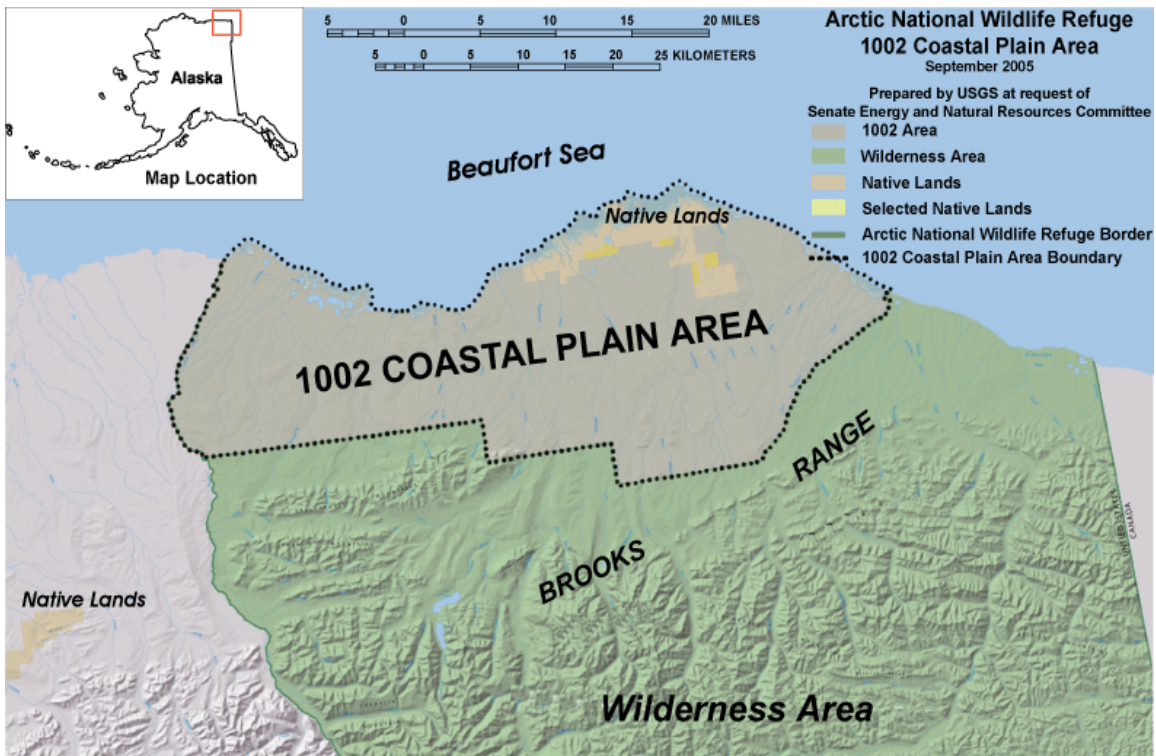 Alaska
Map Location
5 0 5 10 15 20 MILES
5 0 5 10 15 20 25 KILOMETERS
Arctic National Wildlife Refuge
1002 Coastal Plain Area
September 2005
Prepared by USGS at request of
Senate Energy and Natural Resources Committee
1002 Area
Wilderness Area
Native Lands
Selected Native Lands
Arctic National Wildlife Refuge Border
1002 Coastal Plain Area Boundary
Beaufort Sea
Native Lands
1002 COASTAL PLAIN AREA
BROOKS RANGE
UNITED STATES
CANADA
Native Lands
Wilderness Area